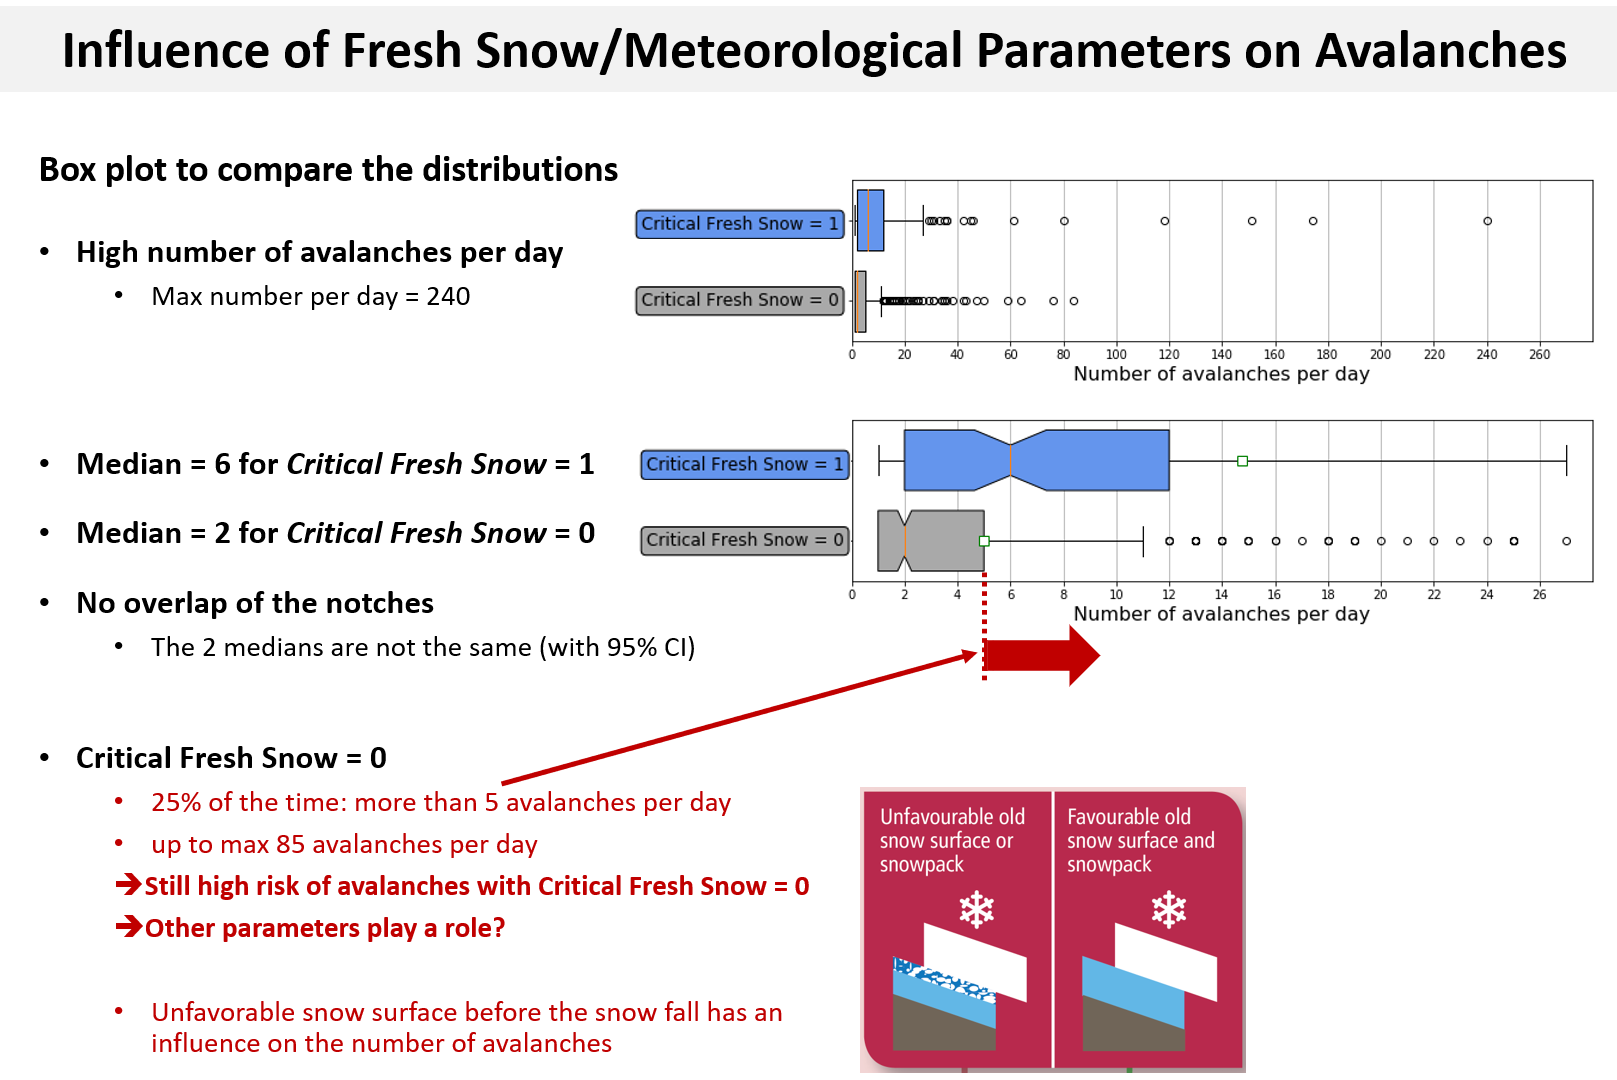 Influence of Fresh Snow/Meteorological Parameters on Avalanches
Box plot to compare the distributions
• High number of avalanches per day
• Max number per day = 240
Critical Fresh Snow = 1
Critical Fresh Snow = 0
0 20 40 60 80 100 120 140 160 180 200 220 240 260
Number of avalanches per day
• Median = 6 for Critical Fresh Snow = 1
• Median = 2 for Critical Fresh Snow = 0
• No overlap of the notches
• The 2 medians are not the same (with 95% CI)
Critical Fresh Snow = 1
Critical Fresh Snow = 0
0 2 4 6 8 10 12 14 16 18 20 22 24 26
Number of avalanches per day
• Critical Fresh Snow = 0
• 25% of the time: more than 5 avalanches per day
• up to max 85 avalanches per day
➔Still high risk of avalanches with Critical Fresh Snow = 0
➔Other parameters play a role?
• Unfavorable snow surface before the snow fall has an
influence on the number of avalanches
Unfavourable old
snow surface or
snowpack
Favourable old
snow surface and
snowpack